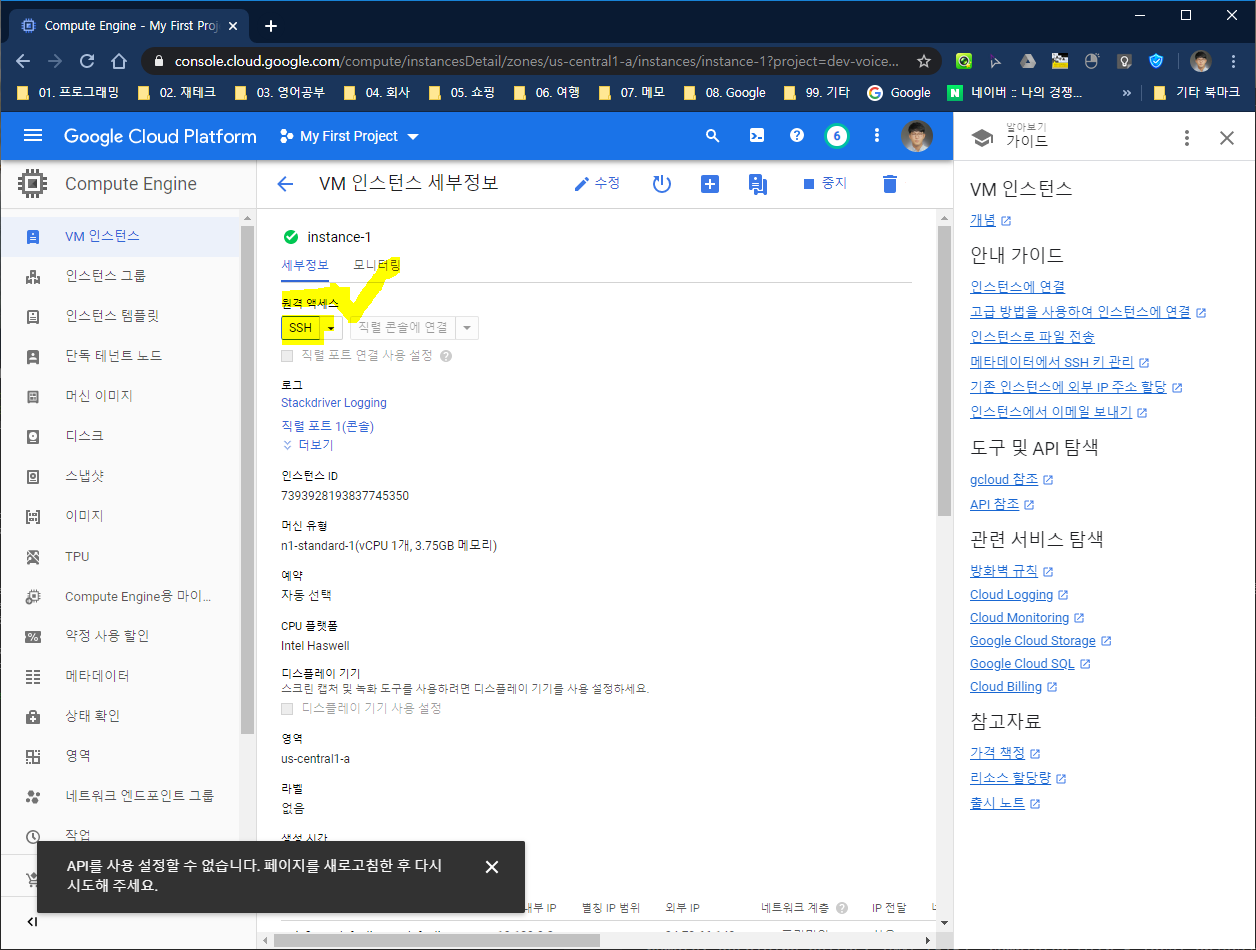 Compute Engine - My First Proj
console.cloud.google.com/compute/instancesDetail/zones/us-central1-a/instances/instance-1?project=dev-voice...
01. 프로그래밍
02. 재테크
03. 영어공부
04. 회사
05. 쇼핑
06. 여행
07. 메모
08. Google
99. 기타
Google
네이버 :: 나의 경쟁...
»
기타 북마크
Google Cloud Platform
My First Project
6
알아보기
가이드
Compute Engine
VM 인스턴스 세부정보
수정
중지
VM 인스턴스
인스턴스 그룹
인스턴스 템플릿
단독 테넌트 노드
머신 이미지
디스크
스냅샷
이미지
TPU
Compute Engine용 마이...
약정 사용 할인
메타데이터
상태 확인
영역
네트워크 엔드포인트 그룹
작업
instance-1
세부정보
모니터링
원격 액세스
SSH
직렬 콘솔에 연결
직렬 포트 연결 사용 설정
로그
Stackdriver Logging
직렬 포트 1(콘솔)
더보기
인스턴스 ID
7393928193837745350
머신 유형
n1-standard-1(vCPU 1개, 3.75GB 메모리)
예약
자동 선택
CPU 플랫폼
Intel Haswell
디스플레이 기기
스크린 캡처 및 녹화 도구를 사용하려면 디스플레이 기기를 사용 설정하세요.
디스플레이 기기 사용 설정
영역
us-central1-a
라벨
없음
생성 시간
API를 사용 설정할 수 없습니다. 페이지를 새로고침한 후 다시
시도해 주세요.
IP
별칭 IP 범위
외부 IP
네트워크 계층
IP 전달
VM 인스턴스
개념
안내 가이드
인스턴스에 연결
고급 방법을 사용하여 인스턴스에 연결
인스턴스로 파일 전송
메타데이터에서 SSH 키 관리
기존 인스턴스에 외부 IP 주소 할당
인스턴스에서 이메일 보내기
도구 및 API 탐색
gcloud 참조
API 참조
관련 서비스 탐색
방화벽 규칙
Cloud Logging
Cloud Monitoring
Google Cloud Storage
Google Cloud SQL
Cloud Billing
참고자료
가격 책정
리소스 할당량
출시 노트